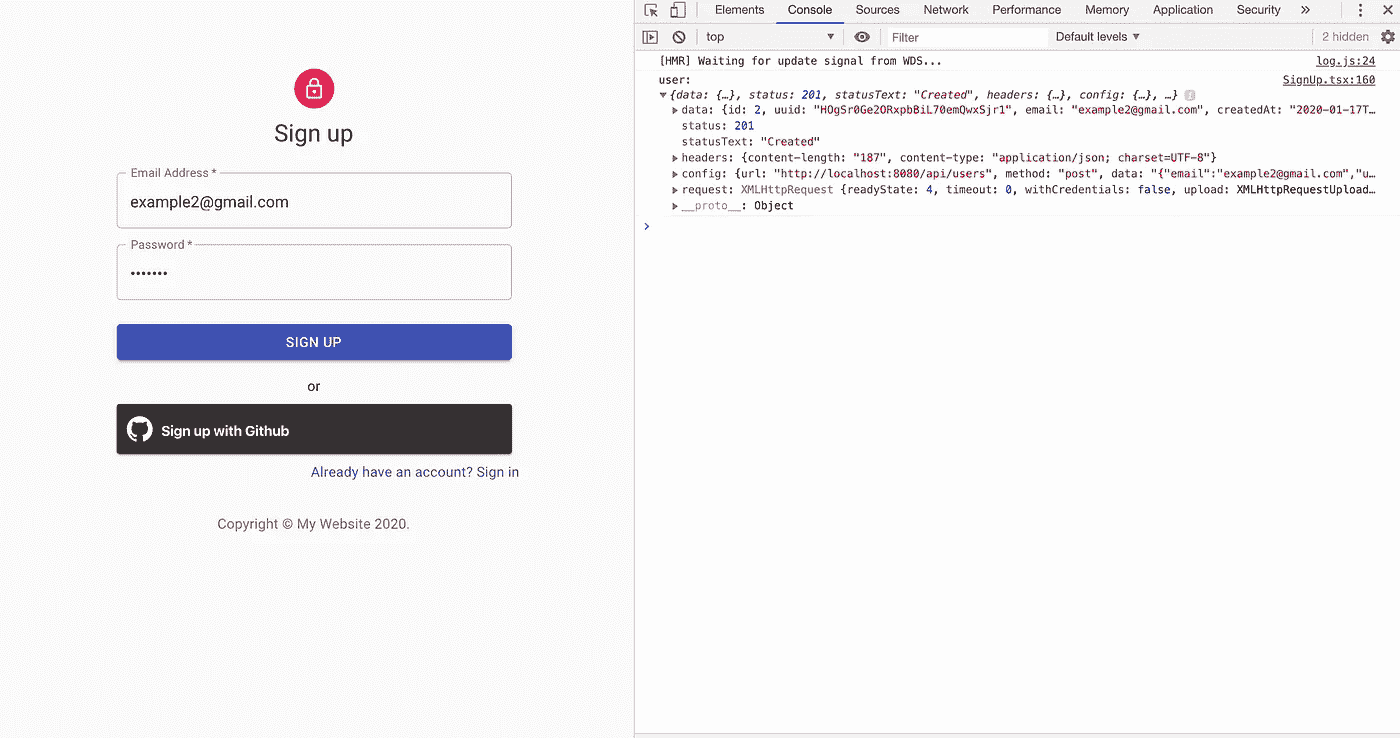 Sign up
Email Address *
example2@gmail.com
Password *
•••••••
SIGN UP
or
Sign up with Github
Already have an account? Sign in
Copyright © My Website 2020.
Elements Console Sources Network Performance Memory Application Security »
top ▼ Filter Default levels ▼ 2 hidden
[HMR] Waiting for update signal from WDS... log.js:24
user: SignUp.tsx:160
▼{data: {…}, status: 201, statusText: "Created", headers: {…}, config: {…}, …}
▶data: {id: 2, uuid: "HOgSr0Ge2ORxpbBiL70emQwxSjr1", email: "example2@gmail.com", createdAt: "2020-01-17T…
status: 201
statusText: "Created"
▶headers: {content-length: "187", content-type: "application/json; charset=UTF-8"}
▶config: {url: "http://localhost:8080/api/users", method: "post", data: "{"email":"example2@gmail.com","u…
▶request: XMLHttpRequest {readyState: 4, timeout: 0, withCredentials: false, upload: XMLHttpRequestUpload…
▶__proto__: Object
>